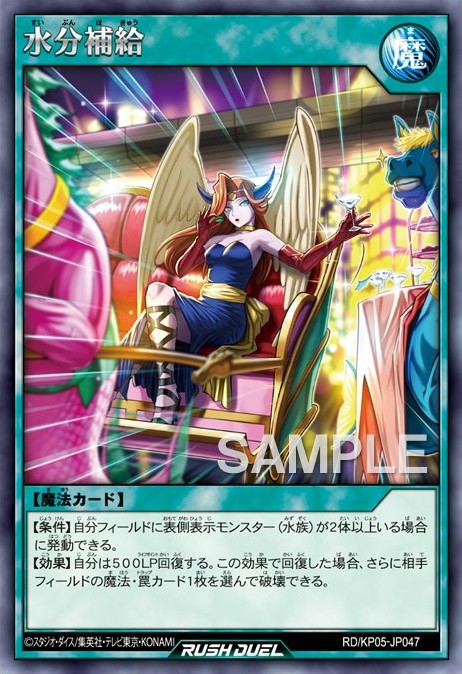 水分補給
魔
SAMPLE
【魔法カード】
【条件】自分フィールドに表側表示モンスター(水族)が2体以上いる場合
に発動できる。
【効果】自分は500LP回復する。この効果で回復した場合、さらに相手
フィールドの魔法・罠カード1枚を選んで破壊できる。
©スタジオ・ダイス/集英社・テレビ東京・KONAMI
RUSH DUEL
RD/KP05-JP047